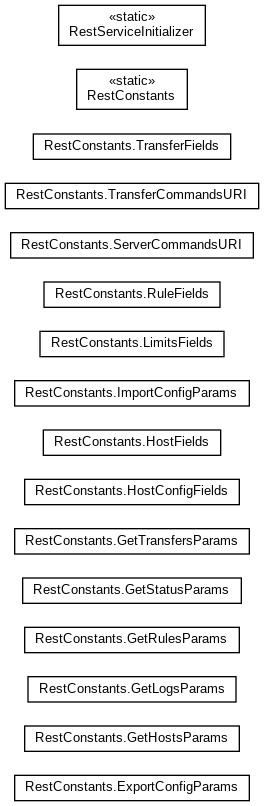 «static»
RestServiceInitializer
«static»
RestConstants
RestConstants.TransferFields
RestConstants.TransferCommandsURI
RestConstants.ServerCommandsURI
RestConstants.RuleFields
RestConstants.LimitsFields
RestConstants.ImportConfigParams
RestConstants.HostFields
RestConstants.HostConfigFields
RestConstants.GetTransfersParams
RestConstants.GetStatusParams
RestConstants.GetRulesParams
RestConstants.GetLogsParams
RestConstants.GetHostsParams
RestConstants.ExportConfigParams